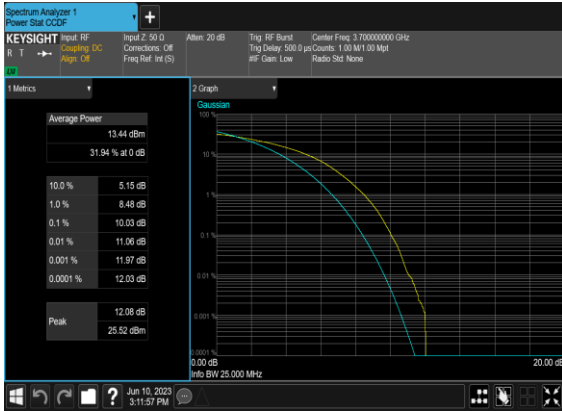 Spectrum Analyzer 1
Power Stat CCDF
KEYSIGHT
R T
Input: RF
Coupling: DC
Align: Off
Input Z: 50 Ω
Corrections: Off
Freq Ref: Int (S)
Atten: 20 dB
Trig: RF Burst
Trig Delay: 500.0 µs
#IF Gain: Low
Center Freq: 3.700000000 GHz
Counts: 1.00 M/1.00 Mpt
Radio Std: None
1 Metrics
Average Power
13.44 dBm
31.94 % at 0 dB
10.0 % 5.15 dB
1.0 % 8.48 dB
0.1 % 10.03 dB
0.01 % 11.06 dB
0.001 % 11.97 dB
0.0001 % 12.03 dB
Peak
12.08 dB
25.52 dBm
2 Graph
Gaussian
100 %
10 %
1 %
0.1 %
0.01 %
0.001 %
0.0001 %
0.00 dB
20.00 dB
Info BW 25.000 MHz
Jun 10, 2023
3:11:57 PM